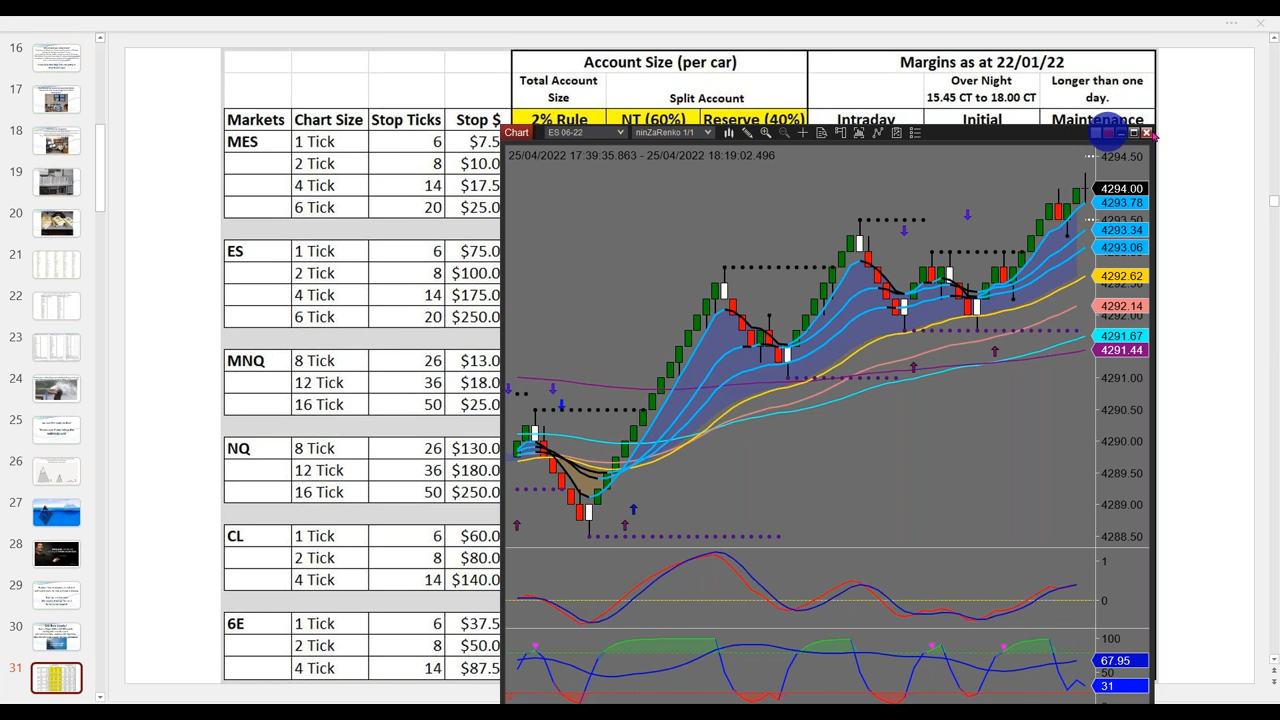 16
17
18
19
20
21
22
23
24
25
26
27
28
29
30
31
Account Size (per car) Margins as at 22/01/22
Total Account Size Split Account Over Night 15.45 CT to 18.00 CT Longer than one day.
Markets Chart Size Stop Ticks Stop $ 2% Rule NT (60%) Reserve (40%) Intraday Initial Maintenance
MES 1 Tick 6 $7.5
2 Tick 8 $10.0
4 Tick 14 $17.5
6 Tick 20 $25.0
ES 1 Tick 6 $75.0
2 Tick 8 $100.0
4 Tick 14 $175.0
6 Tick 20 $250.0
MNQ 8 Tick 26 $13.0
12 Tick 36 $18.0
16 Tick 50 $25.0
NQ 8 Tick 26 $130.0
12 Tick 36 $180.0
16 Tick 50 $250.0
CL 1 Tick 6 $60.0
2 Tick 8 $80.0
4 Tick 14 $140.0
6E 1 Tick 6 $37.5
2 Tick 8 $50.0
4 Tick 14 $87.5
Chart ES 06-22 ninZaRenko 1/1
25/04/2022 17:39:35.863 - 25/04/2022 18:19:02.496
4294.50
4294.00
4293.78
4293.50
4293.34
4293.06
4292.62
4292.14
4292.00
4291.67
4291.44
4291.00
4290.50
4290.00
4289.50
4289.00
4288.50
1
0
100
67.95
50
31